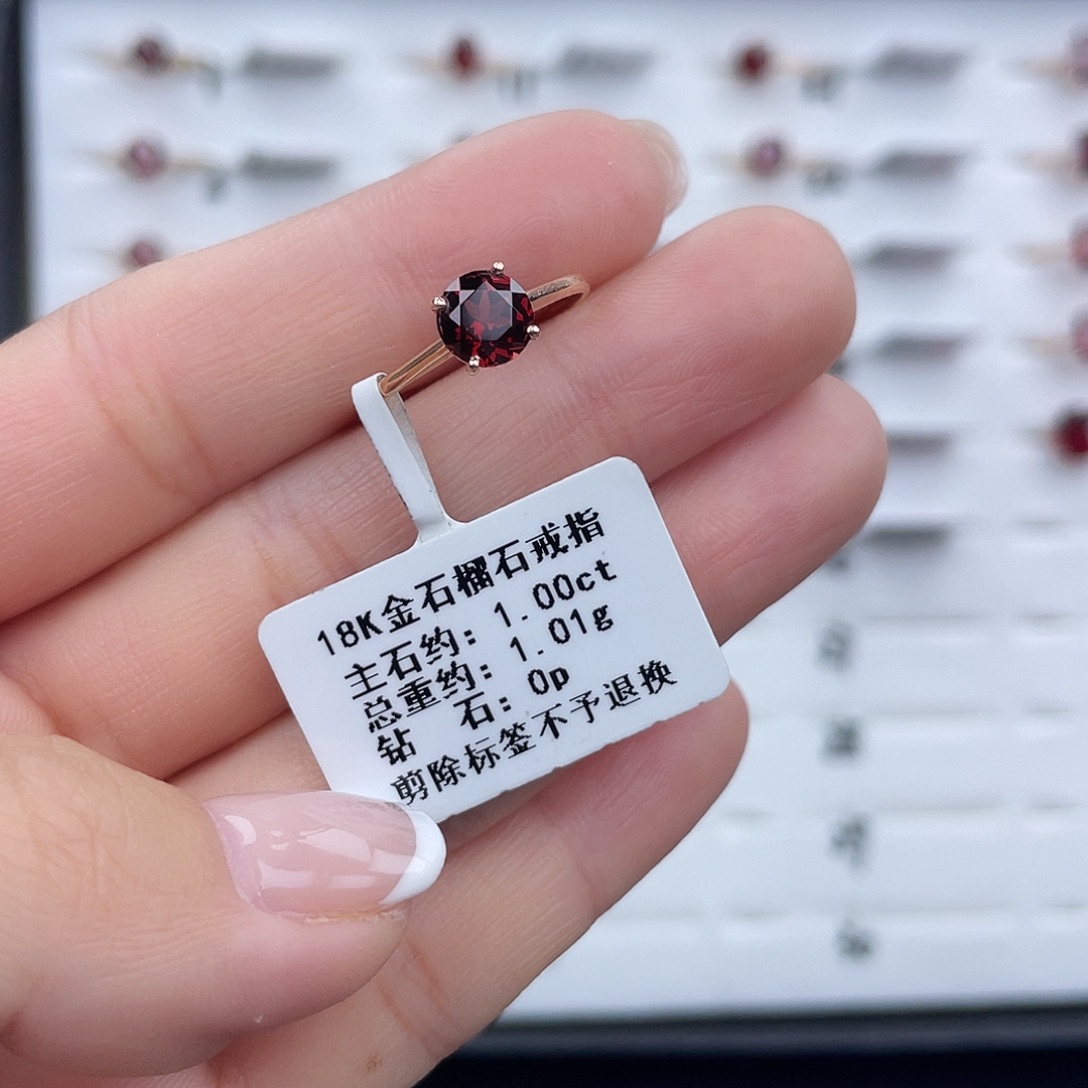 18K金石榴石戒指
主石约：1.00ct
总重约：1.01g
钻 石：0p
剪除标签不予退换